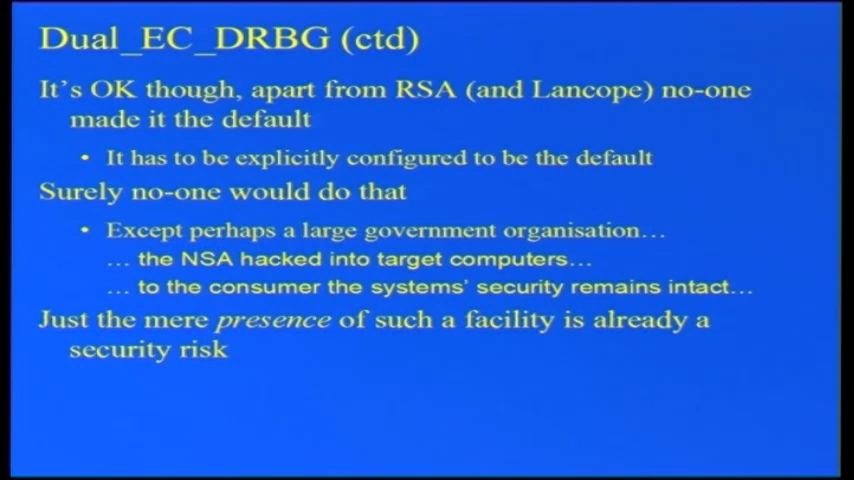 Dual_EC_DRBG (ctd)
It's OK though, apart from RSA (and Lancope) no-one
made it the default
• It has to be explicitly configured to be the default
Surely no-one would do that
• Except perhaps a large government organisation…
… the NSA hacked into target computers…
… to the consumer the systems' security remains intact…
Just the mere presence of such a facility is already a
security risk